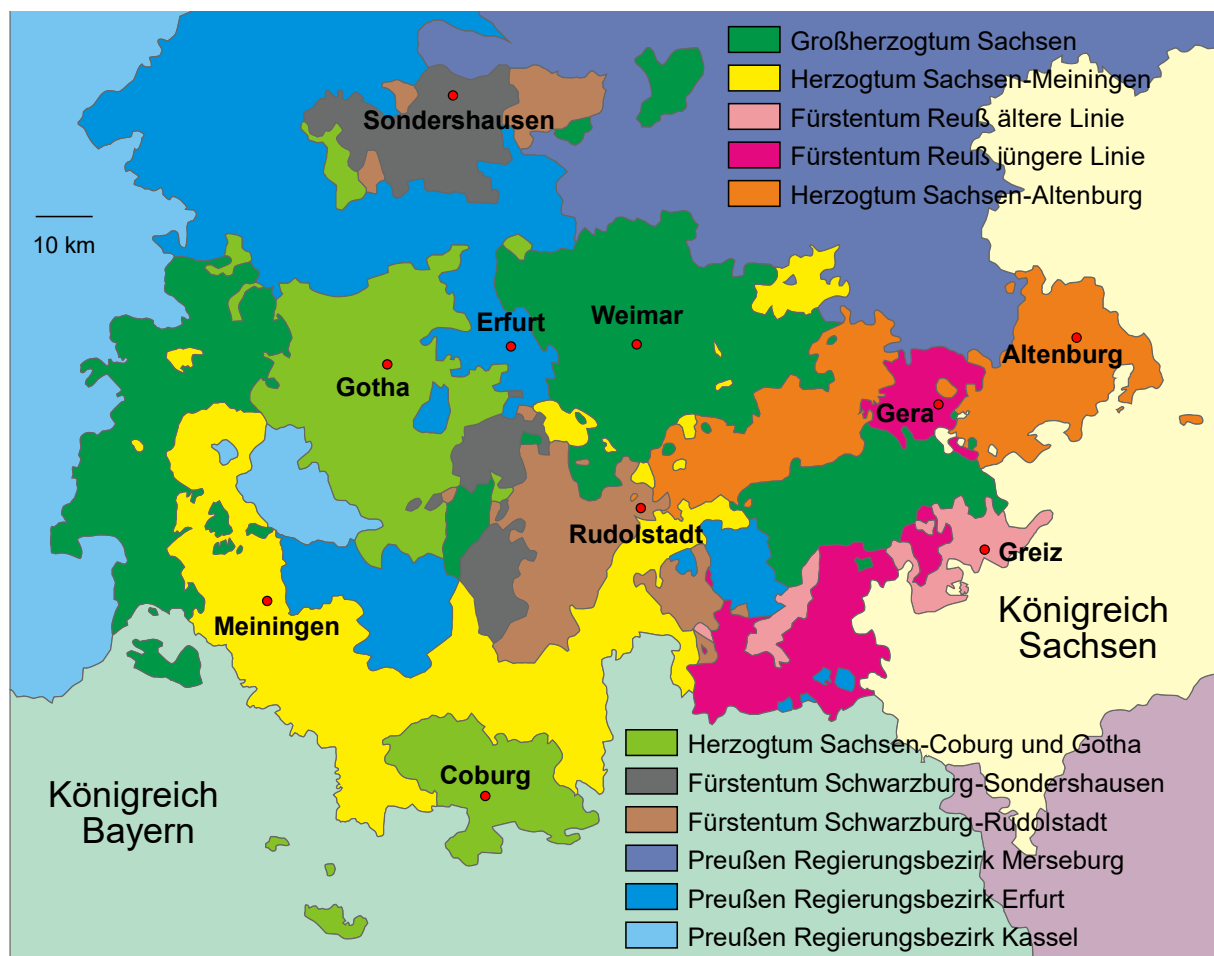 Großherzogtum Sachsen
Herzogtum Sachsen-Meiningen
Fürstentum Reuß ältere Linie
Fürstentum Reuß jüngere Linie
Herzogtum Sachsen-Altenburg
Sondershausen
10 km
Erfurt
Weimar
Altenburg
Gotha
Gera
Rudolstadt
Greiz
Meiningen
Königreich
Sachsen
Coburg
Königreich
Bayern
Herzogtum Sachsen-Coburg und Gotha
Fürstentum Schwarzburg-Sondershausen
Fürstentum Schwarzburg-Rudolstadt
Preußen Regierungsbezirk Merseburg
Preußen Regierungsbezirk Erfurt
Preußen Regierungsbezirk Kassel